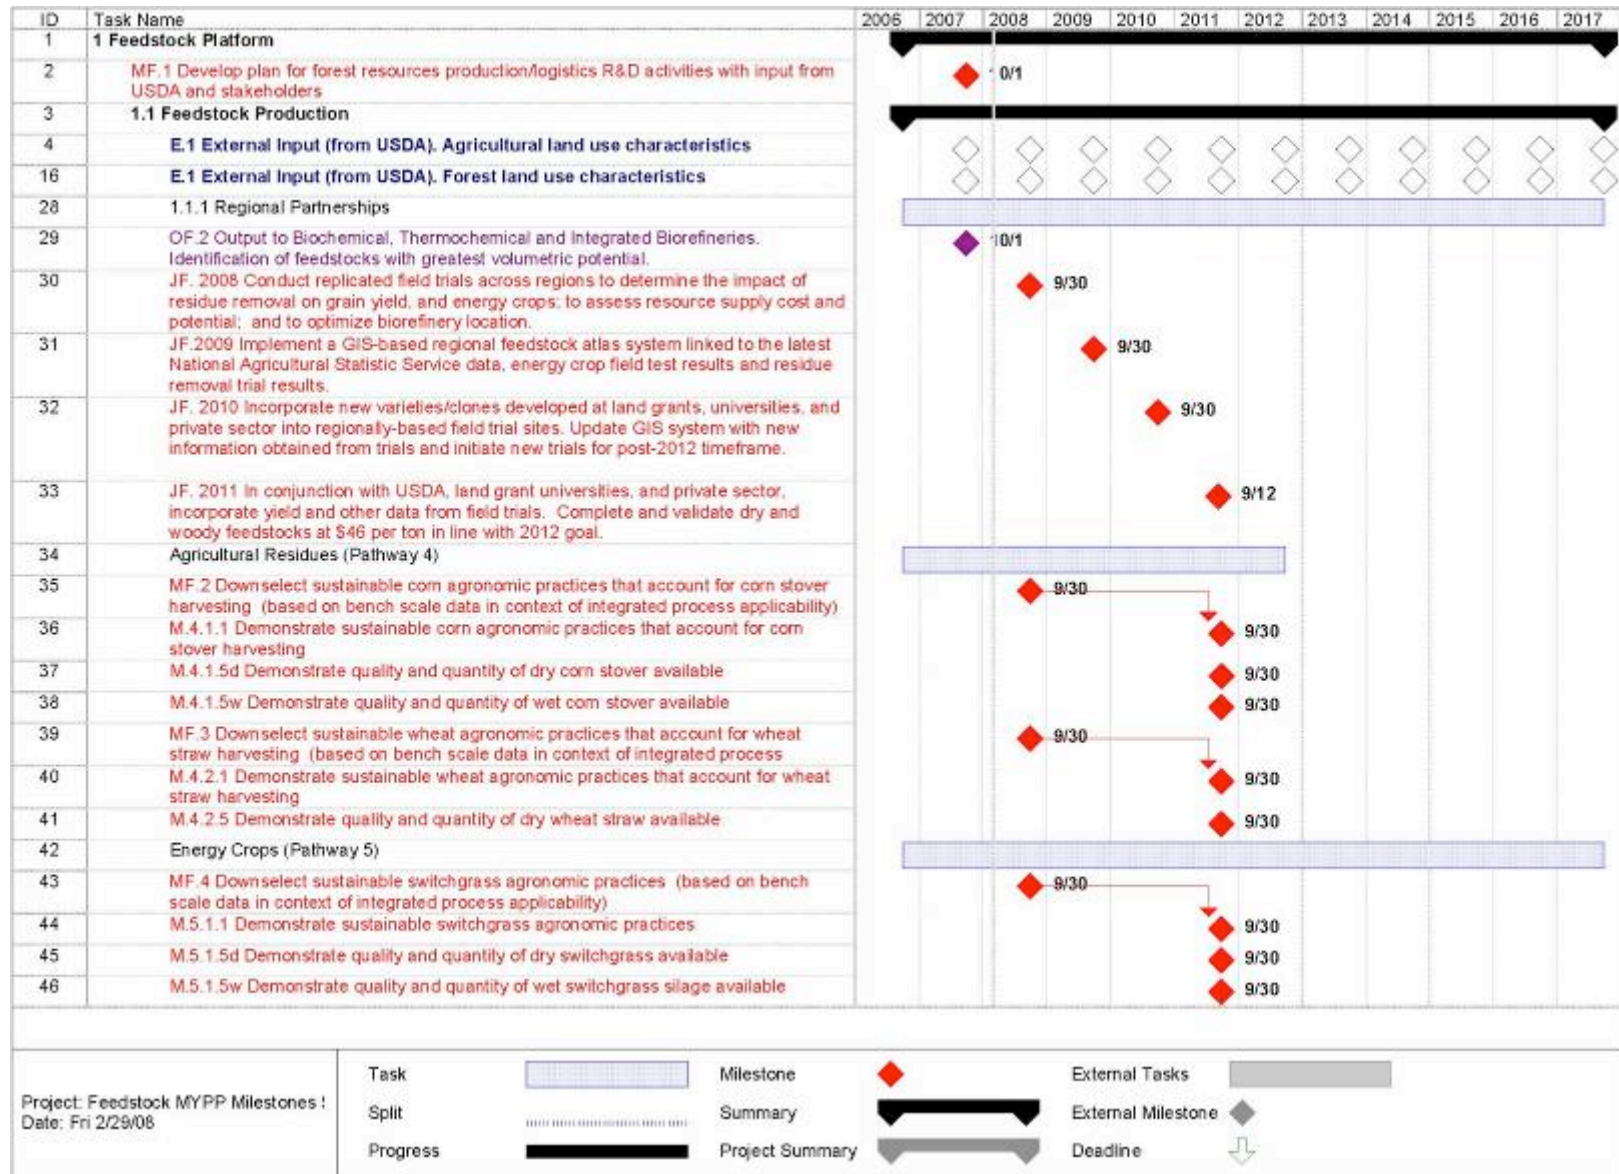 ID Task Name 2006 2007 2008 2009 2010 2011 2012 2013 2014 2015 2016 2017
1 1 Feedstock Platform
2 MF.1 Develop plan for forest resources production/logistics R&D activities with input from 10/1
USDA and stakeholders
3 1.1 Feedstock Production
4 E.1 External Input (from USDA). Agricultural land use characteristics
16 E.1 External Input (from USDA). Forest land use characteristics
28 1.1.1 Regional Partnerships
29 OF.2 Output to Biochemical, Thermochemical and Integrated Biorefineries. 10/1
Identification of feedstocks with greatest volumetric potential.
30 JF. 2008 Conduct replicated field trials across regions to determine the impact of 9/30
residue removal on grain yield, and energy crops; to assess resource supply cost and
potential; and to optimize biorefinery location.
31 JF.2009 Implement a GIS-based regional feedstock atlas system linked to the latest 9/30
National Agricultural Statistic Service data, energy crop field test results and residue
removal trial results.
32 JF. 2010 Incorporate new varieties/clones developed at land grants, universities, and 9/30
private sector into regionally-based field trial sites. Update GIS system with new
information obtained from trials and initiate new trials for post-2012 timeframe.
33 JF. 2011 In conjunction with USDA, land grant universities, and private sector, 9/12
incorporate yield and other data from field trials. Complete and validate dry and
woody feedstocks at $46 per ton in line with 2012 goal.
34 Agricultural Residues (Pathway 4)
35 MF.2 Downselect sustainable corn agronomic practices that account for corn stover 9/30
harvesting (based on bench scale data in context of integrated process applicability)
36 M.4.1.1 Demonstrate sustainable corn agronomic practices that account for corn 9/30
stover harvesting
37 M.4.1.5d Demonstrate quality and quantity of dry corn stover available 9/30
38 M.4.1.5w Demonstrate quality and quantity of wet corn stover available 9/30
39 MF.3 Downselect sustainable wheat agronomic practices that account for wheat 9/30
straw harvesting (based on bench scale data in context of integrated process
40 M.4.2.1 Demonstrate sustainable wheat agronomic practices that account for wheat 9/30
straw harvesting
41 M.4.2.5 Demonstrate quality and quantity of dry wheat straw available 9/30
42 Energy Crops (Pathway 5)
43 MF.4 Downselect sustainable switchgrass agronomic practices (based on bench 9/30
scale data in context of integrated process applicability)
44 M.5.1.1 Demonstrate sustainable switchgrass agronomic practices 9/30
45 M.5.1.5d Demonstrate quality and quantity of dry switchgrass available 9/30
46 M.5.1.5w Demonstrate quality and quantity of wet switchgrass silage available 9/30
Project: Feedstock MYPP Milestones
Date: Fri 2/29/08
Task Milestone External Tasks
Split Summary External Milestone
Progress Project Summary Deadline